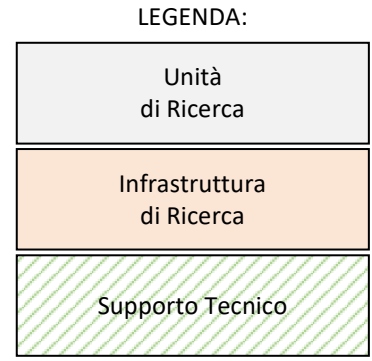 LEGENDA:
Unità
di Ricerca
Infrastruttura
di Ricerca
Supporto Tecnico